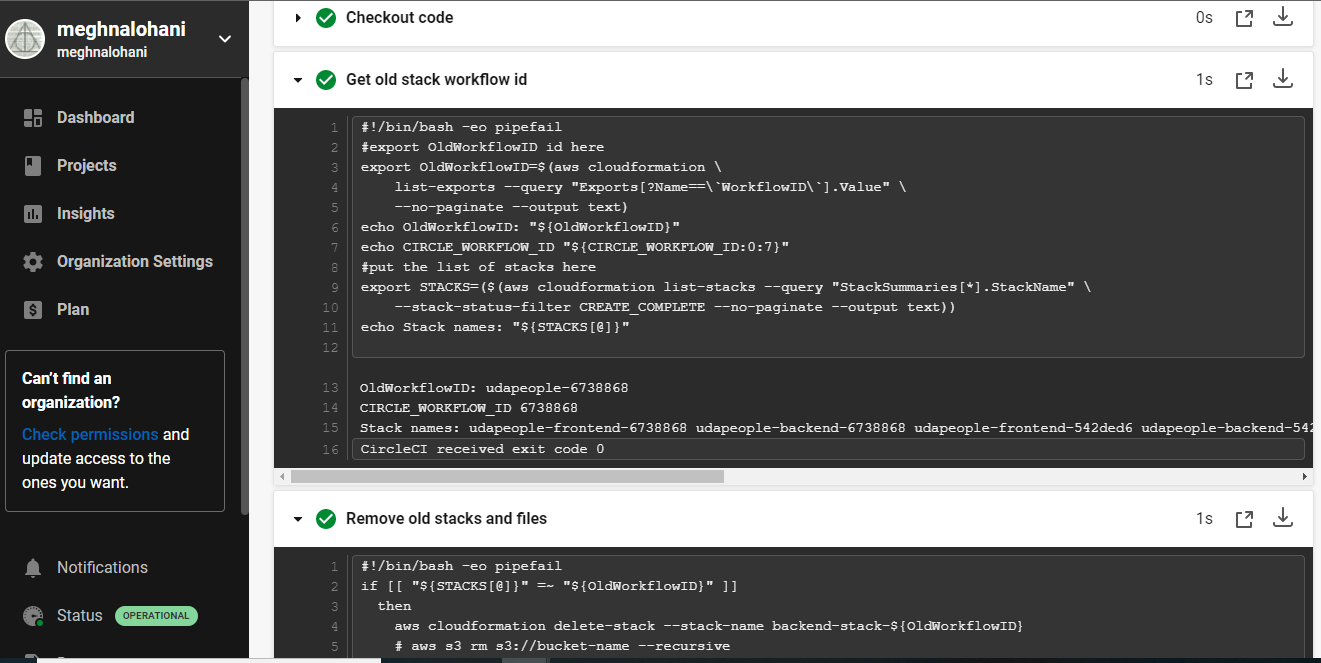 meghnalohani
meghnalohani
Dashboard
Projects
Insights
Organization Settings
Plan
Can't find an
organization?
Check permissions and
update access to the
ones you want.
Notifications
Status OPERATIONAL
Checkout code 0s
Get old stack workflow id 1s
1 #!/bin/bash -eo pipefail
2 #export OldWorkflowID id here
3 export OldWorkflowID=$(aws cloudformation \
4 list-exports --query "Exports[?Name==\`WorkflowID\`].Value" \
5 --no-paginate --output text)
6 echo OldWorkflowID: "${OldWorkflowID}"
7 echo CIRCLE_WORKFLOW_ID "${CIRCLE_WORKFLOW_ID:0:7}"
8 #put the list of stacks here
9 export STACKS=($(aws cloudformation list-stacks --query "StackSummaries[*].StackName" \
10 --stack-status-filter CREATE_COMPLETE --no-paginate --output text))
11 echo Stack names: "${STACKS[@]}"
12
13 OldWorkflowID: udapeople-6738868
14 CIRCLE_WORKFLOW_ID 6738868
15 Stack names: udapeople-frontend-6738868 udapeople-backend-6738868 udapeople-frontend-542ded6 udapeople-backend-542
16 CircleCI received exit code 0
Remove old stacks and files 1s
1 #!/bin/bash -eo pipefail
2 if [[ "${STACKS[@]}" =~ "${OldWorkflowID}" ]]
3 then
4 aws cloudformation delete-stack --stack-name backend-stack-${OldWorkflowID}
5 # aws s3 rm s3://bucket-name --recursive